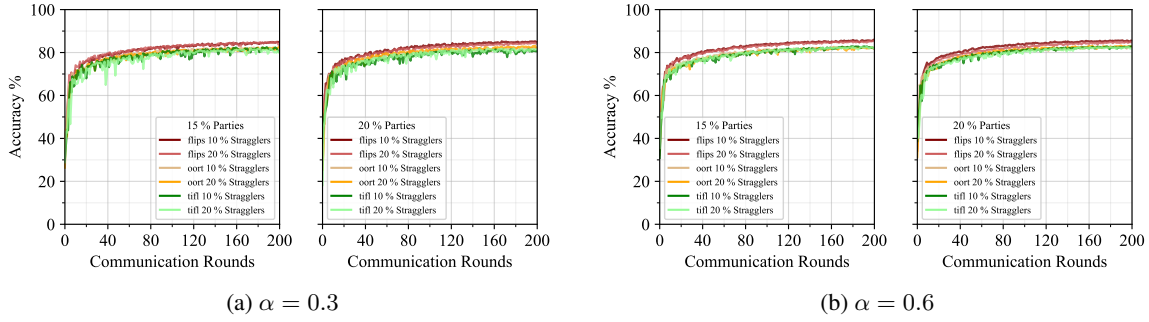 100
80
60
40
20
0
Accuracy %
15 % Parties
flips 10 % Stragglers
flips 20 % Stragglers
oort 10 % Stragglers
oort 20 % Stragglers
tifl 10 % Stragglers
tifl 20 % Stragglers
0 40 80 120 160 200
Communication Rounds
20 % Parties
flips 10 % Stragglers
flips 20 % Stragglers
oort 10 % Stragglers
oort 20 % Stragglers
tifl 10 % Stragglers
tifl 20 % Stragglers
0 40 80 120 160 200
Communication Rounds
(a) α = 0.3
100
80
60
40
20
0
Accuracy %
15 % Parties
flips 10 % Stragglers
flips 20 % Stragglers
oort 10 % Stragglers
oort 20 % Stragglers
tifl 10 % Stragglers
tifl 20 % Stragglers
0 40 80 120 160 200
Communication Rounds
20 % Parties
flips 10 % Stragglers
flips 20 % Stragglers
oort 10 % Stragglers
oort 20 % Stragglers
tifl 10 % Stragglers
tifl 20 % Stragglers
0 40 80 120 160 200
Communication Rounds
(b) α = 0.6